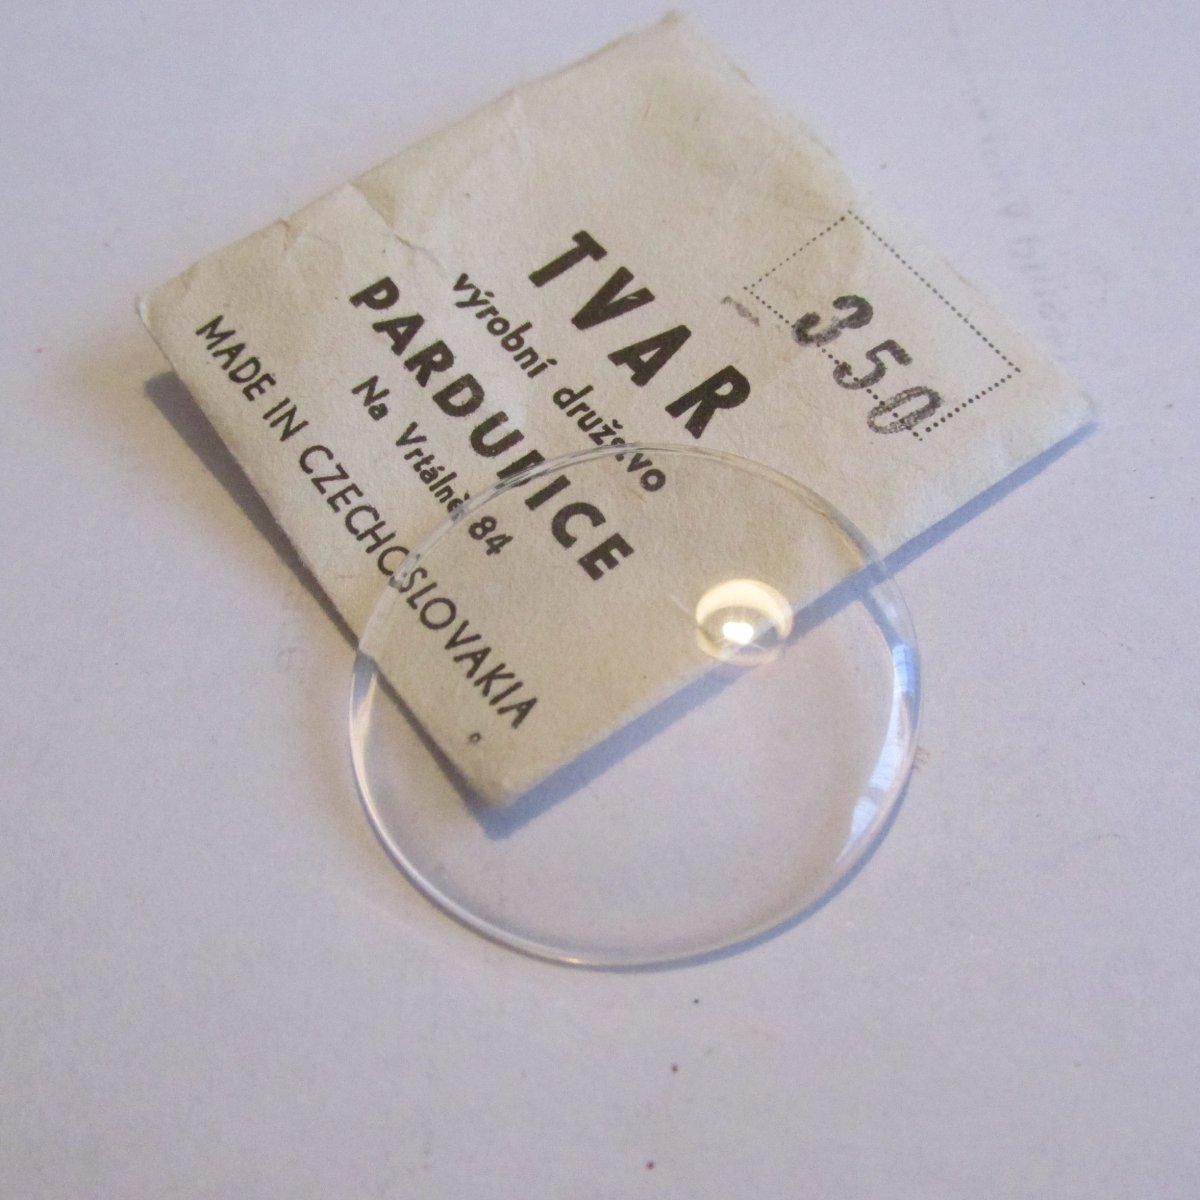 350
TVAR
výrobní družstvo
PARDUBICE
Na Vrtálně 84
MADE IN CZECHOSLOVAKIA